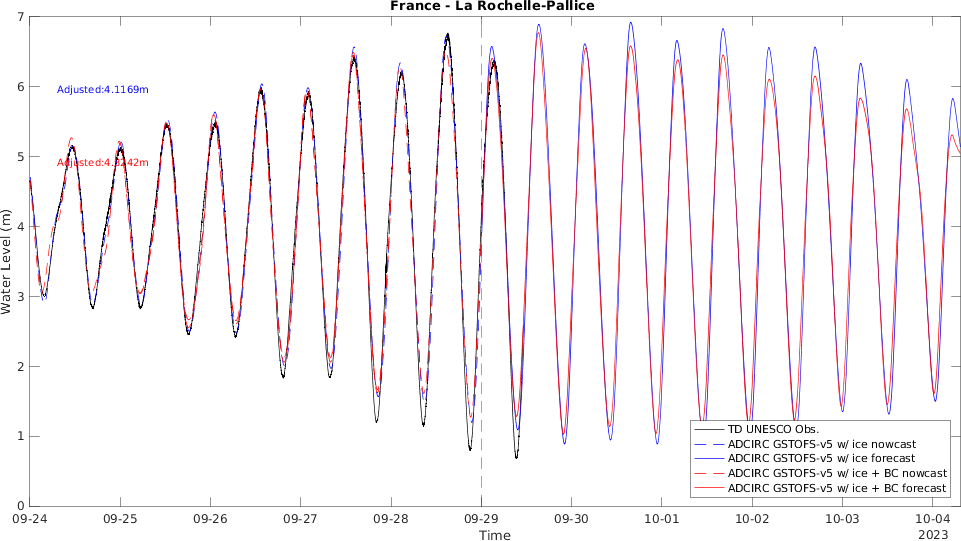 France - La Rochelle-Pallice
7
6
5
4
3
2
1
0
Water Level (m)
Adjusted:4.1169m
Adjusted:4.3242m
TD UNESCO Obs.
ADCIRC GSTOFS-v5 w/ ice nowcast
ADCIRC GSTOFS-v5 w/ ice forecast
ADCIRC GSTOFS-v5 w/ ice + BC nowcast
ADCIRC GSTOFS-v5 w/ ice + BC forecast
09-24 09-25 09-26 09-27 09-28 09-29 09-30 10-01 10-02 10-03 10-04
Time
2023